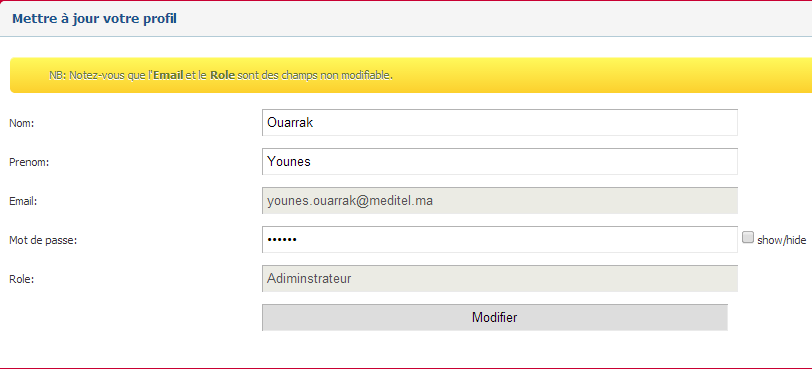 Mettre à jour votre profil
NB: Notez-vous que l'Email et le Role sont des champs non modifiable.
Nom: Ouarrak
Prenom: Younes
Email: younes.ouarrak@meditel.ma
Mot de passe: •••••• show/hide
Role: Adiminstrateur
Modifier